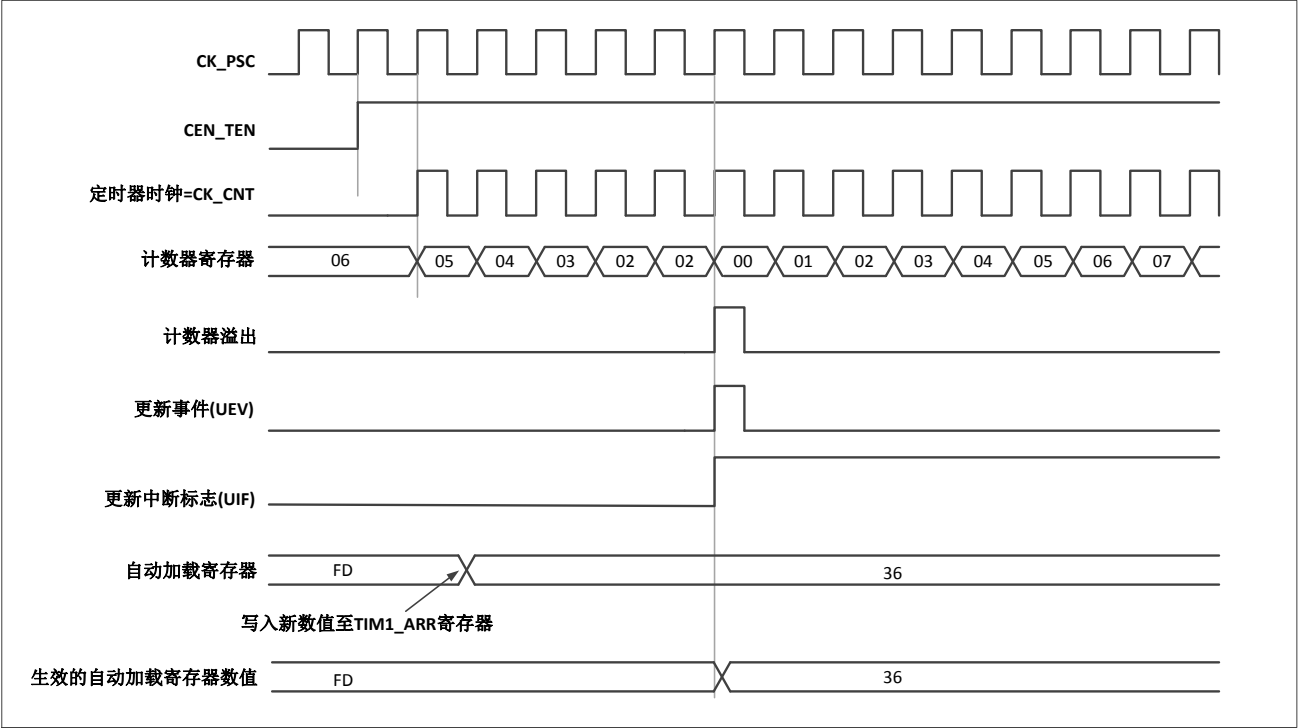 CK_PSC
CEN_TEN
定时器时钟=CK_CNT
计数器寄存器 06 05 04 03 02 02 00 01 02 03 04 05 06 07
计数器溢出
更新事件(UEV)
更新中断标志(UIF)
自动加载寄存器 FD 36
写入新数值至TIM1_ARR寄存器
生效的自动加载寄存器数值 FD 36